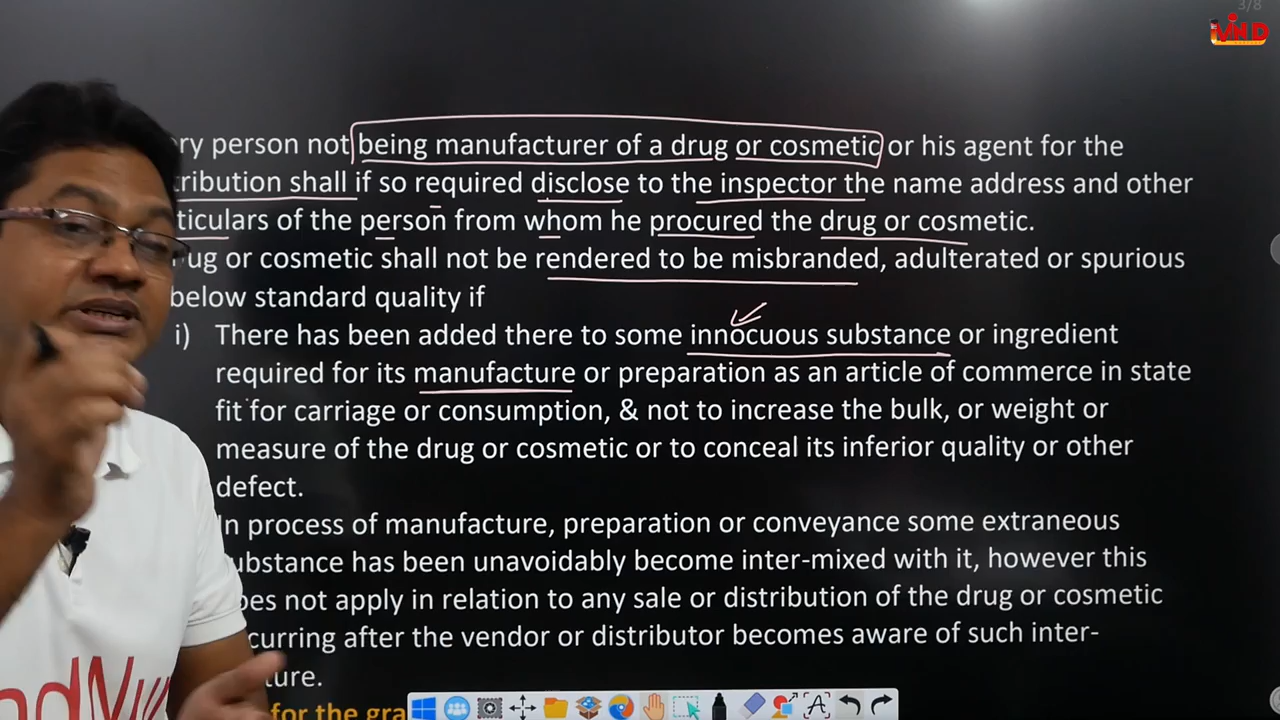 3/8
MIND
ry person not being manufacturer of a drug or cosmetic or his agent for the
tribution shall if so required disclose to the inspector the name address and other
ticulars of the person from whom he procured the drug or cosmetic.
ug or cosmetic shall not be rendered to be misbranded, adulterated or spurious
below standard quality if
i) There has been added there to some innocuous substance or ingredient
required for its manufacture or preparation as an article of commerce in state
fit for carriage or consumption, & not to increase the bulk, or weight or
measure of the drug or cosmetic or to conceal its inferior quality or other
defect.
In process of manufacture, preparation or conveyance some extraneous
ubstance has been unavoidably become inter-mixed with it, however this
oes not apply in relation to any sale or distribution of the drug or cosmetic
curring after the vendor or distributor becomes aware of such inter-
ture.
for the gra